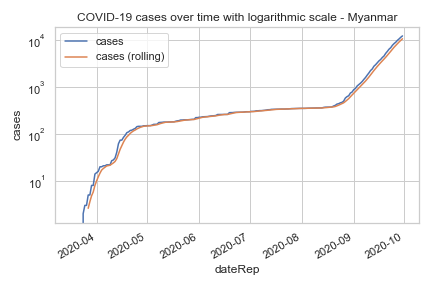 COVID-19 cases over time with logarithmic scale - Myanmar
cases
cases (rolling)
10⁴
10³
10²
10¹
cases
2020-04
2020-05
2020-06
2020-07
2020-08
2020-09
2020-10
dateRep